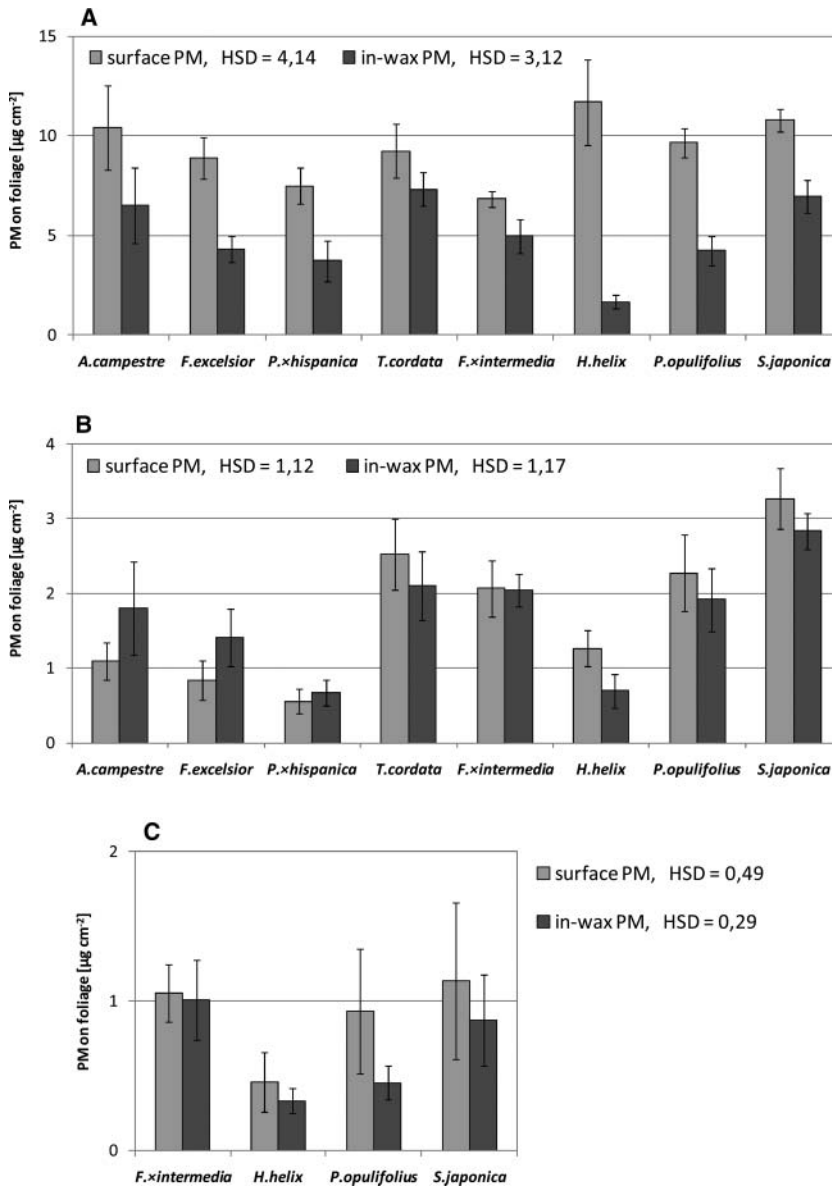 A
surface PM, HSD = 4,14 in-wax PM, HSD = 3,12
PM on foliage [µg cm-2]
15
10
5
0
A.campestre F.excelsior P.×hispanica T.cordata F.×intermedia H.helix P.opulifolius S.japonica
B
surface PM, HSD = 1,12 in-wax PM, HSD = 1,17
PM on foliage [µg cm-2]
4
3
2
1
0
A.campestre F.excelsior P.×hispanica T.cordata F.×intermedia H.helix P.opulifolius S.japonica
C
surface PM, HSD = 0,49
in-wax PM, HSD = 0,29
PM on foliage [µg cm-2]
2
1
0
F.×intermedia H.helix P.opulifolius S.japonica